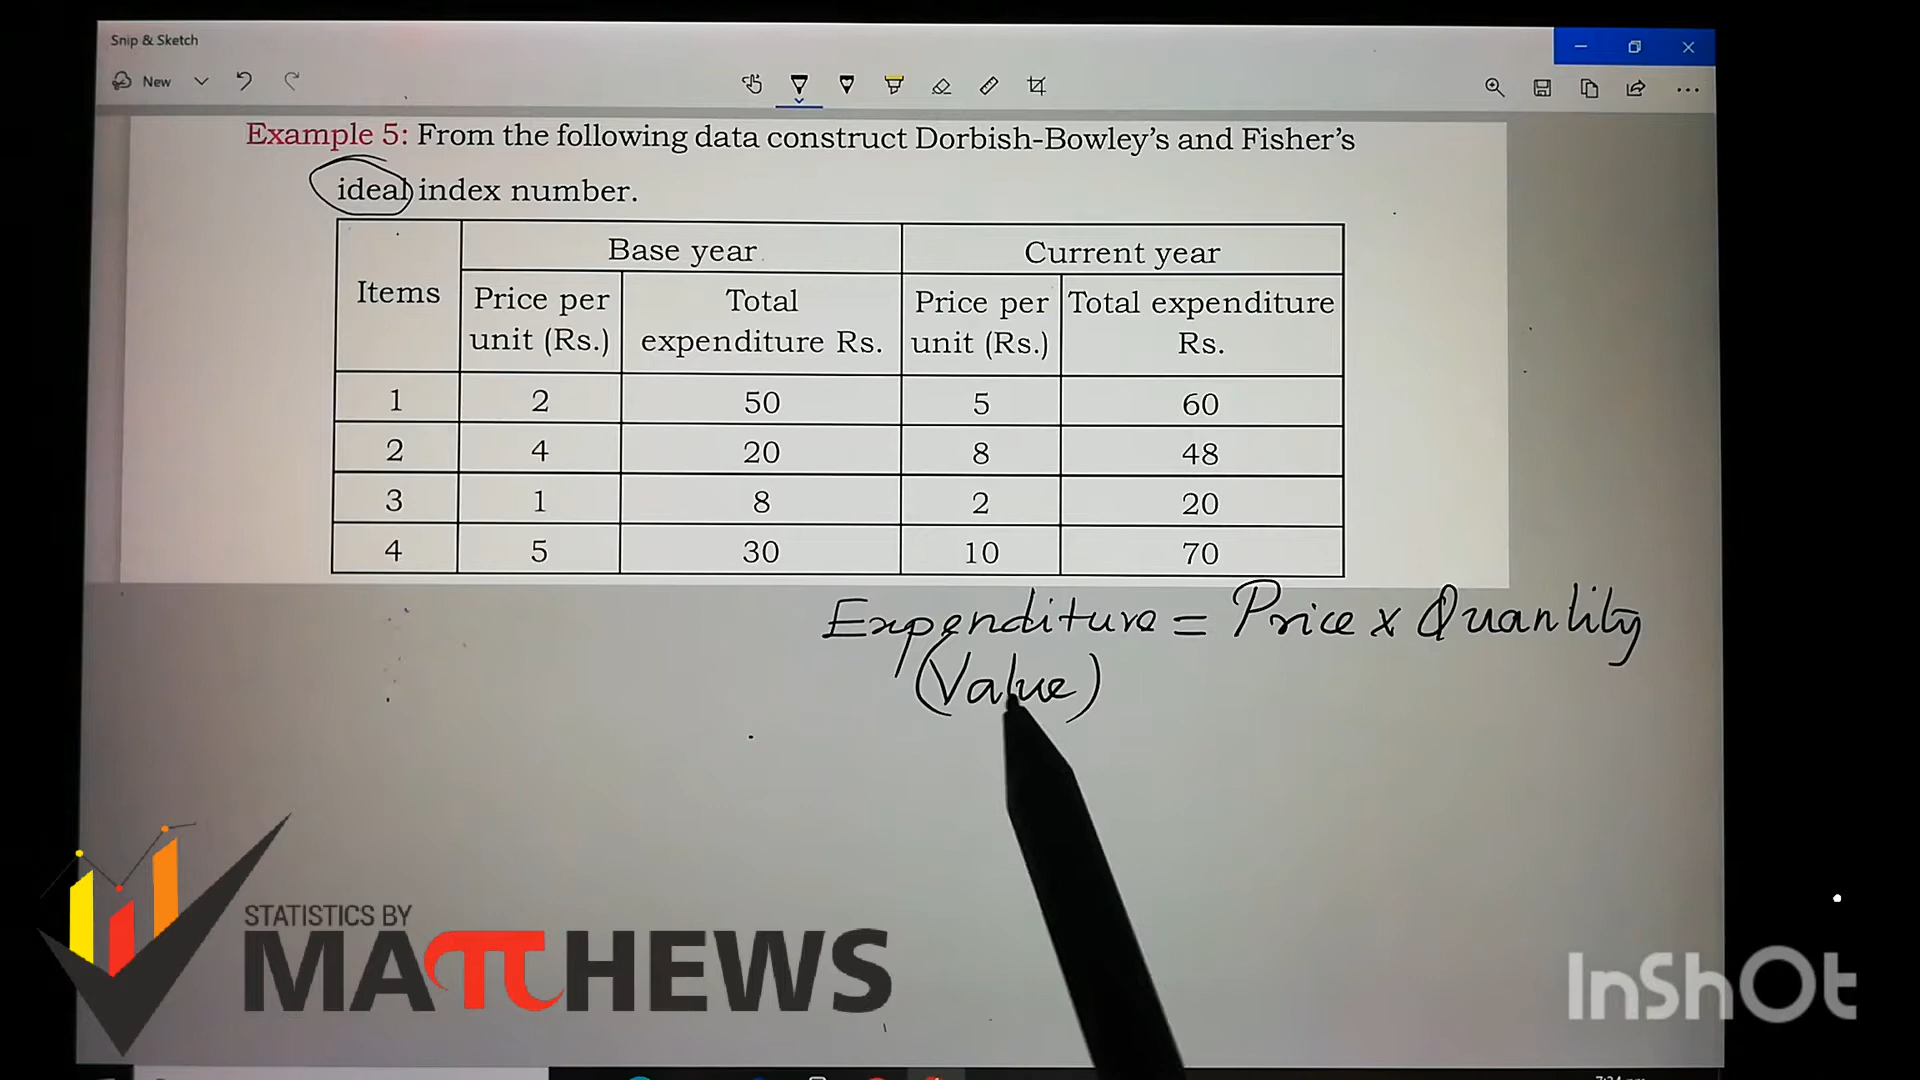 Snip & Sketch
New
Example 5: From the following data construct Dorbish-Bowley's and Fisher's
ideal index number.
Items Base year Current year
Price per unit (Rs.) Total expenditure Rs. Price per unit (Rs.) Total expenditure Rs.
1 2 50 5 60
2 4 20 8 48
3 1 8 2 20
4 5 30 10 70
Expenditure = Price x Quantity
(Value)
STATISTICS BY
MATHEWS
InShOt